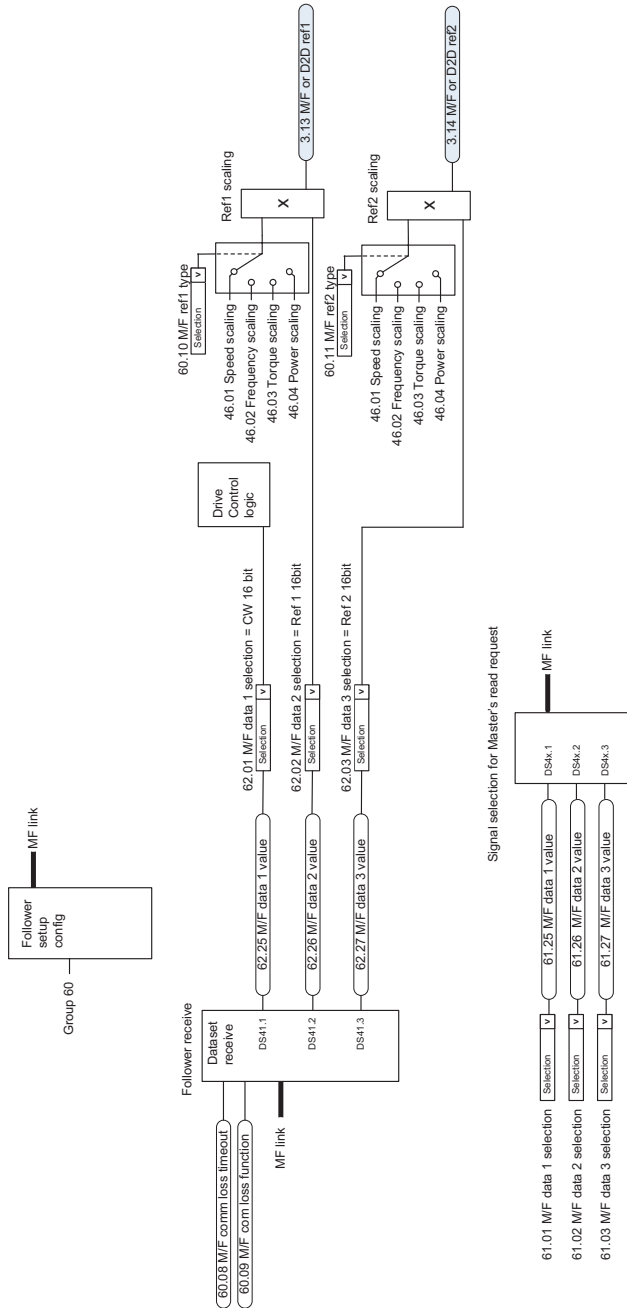 Follower
setup
config
MF link
Group 60
Follower receive
60.08 M/F comm loss timeout
60.09 M/F com loss function
MF link
Dataset
receive
DS41.1
DS41.2
DS41.3
62.25 M/F data 1 value
62.26 M/F data 2 value
62.27 M/F data 3 value
62.01 M/F data 1 selection = CW 16 bit
Selection
v
62.02 M/F data 2 selection = Ref 1 16bit
Selection
v
62.03 M/F data 3 selection = Ref 2 16bit
Selection
v
Drive
Control
logic
60.10 M/F ref1 type
Selection
v
46.01 Speed scaling
46.02 Frequency scaling
46.03 Torque scaling
46.04 Power scaling
Ref1 scaling
X
3.13 M/F or D2D ref1
60.11 M/F ref2 type
Selection
v
46.01 Speed scaling
46.02 Frequency scaling
46.03 Torque scaling
46.04 Power scaling
Ref2 scaling
X
3.14 M/F or D2D ref2
Signal selection for Master's read request
61.01 M/F data 1 selection
Selection
v
61.25 M/F data 1 value
DS4x.1
MF link
61.02 M/F data 2 selection
Selection
v
61.26 M/F data 2 value
DS4x.2
61.03 M/F data 3 selection
Selection
v
61.27 M/F data 3 value
DS4x.3